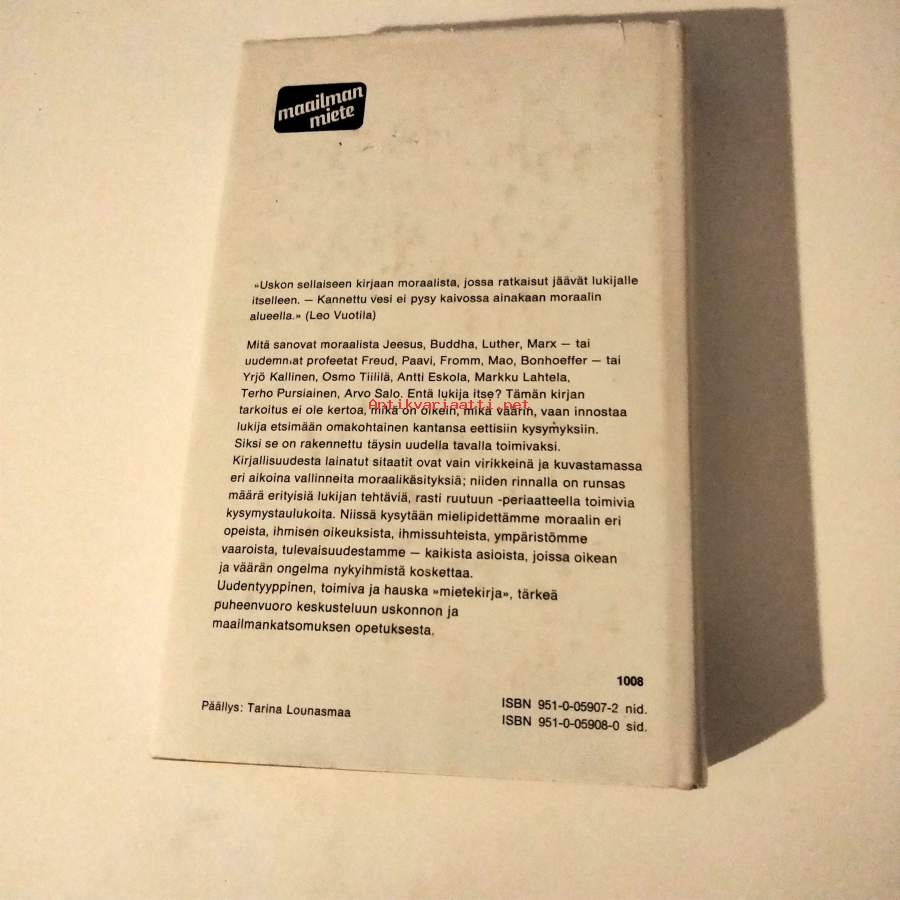 maailman
miete
»Uskon sellaiseen kirjaan moraalista, jossa ratkaisut jäävät lukijalle
itselleen. — Kannettu vesi ei pysy kaivossa ainakaan moraalin
alueella.» (Leo Vuotila)
Mitä sanovat moraalista Jeesus, Buddha, Luther, Marx — tai
uudemmat profeetat Freud, Paavi, Fromm, Mao, Bonhoeffer — tai
Yrjö Kallinen, Osmo Tiililä, Antti Eskola, Markku Lahtela,
Terho Pursiainen, Arvo Salo. Entä lukija itse? Tämän kirjan
Antikvariaatti.net
tarkoitus ei ole kertoa, mikä on oikein, mikä väärin, vaan innostaa
lukija etsimään omakohtainen kantansa eettisiin kysymyksiin.
Siksi se on rakennettu täysin uudella tavalla toimivaksi.
Kirjallisuudesta lainatut sitaatit ovat vain virikkeinä ja kuvastamassa
eri aikoina vallinneita moraalikäsityksiä; niiden rinnalla on runsas
määrä erityisiä lukijan tehtäviä, rasti ruutuun -periaatteella toimivia
kysymystaulukoita. Niissä kysytään mielipidettämme moraalin eri
opeista, ihmisen oikeuksista, ihmissuhteista, ympäristömme
vaaroista, tulevaisuudestamme — kaikista asioista, joissa oikean
ja väärän ongelma nykyihmistä koskettaa.
Uudentyyppinen, toimiva ja hauska »mietekirja», tärkeä
puheenvuoro keskusteluun uskonnon ja
maailmankatsomuksen opetuksesta.
1008
Päällys: Tarina Lounasmaa
ISBN 951-0-05907-2 nid.
ISBN 951-0-05908-0 sid.